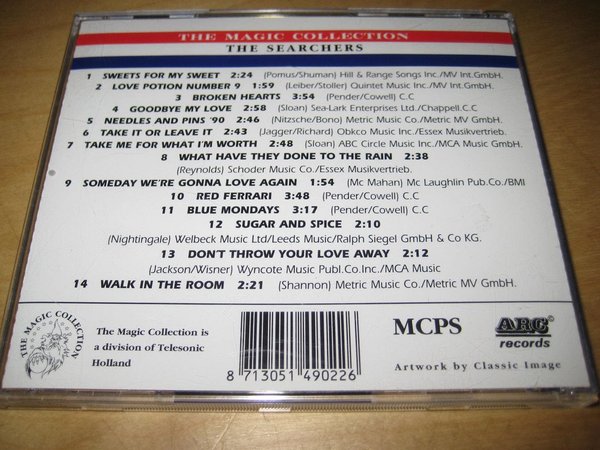 THE MAGIC COLLECTION
THE SEARCHERS
1 SWEETS FOR MY SWEET 2:24 (Pomus/Shuman) Hill & Range Songs Inc./MV Int.GmbH.
2 LOVE POTION NUMBER 9 1:59 (Leiber/Stoller) Quintet Music Inc./MV Int.GmbH.
3 BROKEN HEARTS 3:54 (Pender/Cowell) C.C
4 GOODBYE MY LOVE 2:58 (Sloan) Sea-Lark Enterprises Ltd./Chappell.C.C
5 NEEDLES AND PINS '90 2:46 (Nitzsche/Bono) Metric Music Co./Metric MV GmbH.
6 TAKE IT OR LEAVE IT 2:43 (Jagger/Richard) Obkco Music Inc./Essex Musikvertrieb.
7 TAKE ME FOR WHAT I'M WORTH 2:48 (Sloan) ABC Circle Music Inc./MCA Music GmbH.
8 WHAT HAVE THEY DONE TO THE RAIN 2:38
(Reynolds) Schoder Music Co./Essex Musikvertrieb.
9 SOMEDAY WE'RE GONNA LOVE AGAIN 1:54 (Mc Mahan) Mc Laughlin Pub.Co/BMI
10 RED FERRARI 3:48 (Pender/Cowell) C.C
11 BLUE MONDAYS 3:17 (Pender/Cowell) C.C
12 SUGAR AND SPICE 2:10
(Nightingale) Welbeck Music Ltd/Leeds Music/Ralph Siegel GmbH & Co KG.
13 DON'T THROW YOUR LOVE AWAY 2:12
(Jackson/Wisner) Wyncote Music Publ.Co.Inc./MCA Music
14 WALK IN THE ROOM 2:21 (Shannon) Metric Music Co./Metric MV GmbH.
THE MAGIC COLLECTION
The Magic Collection is
a division of Telesonic
Holland
8 713051 490226
MCPS
ARC
records
Artwork by Classic Image